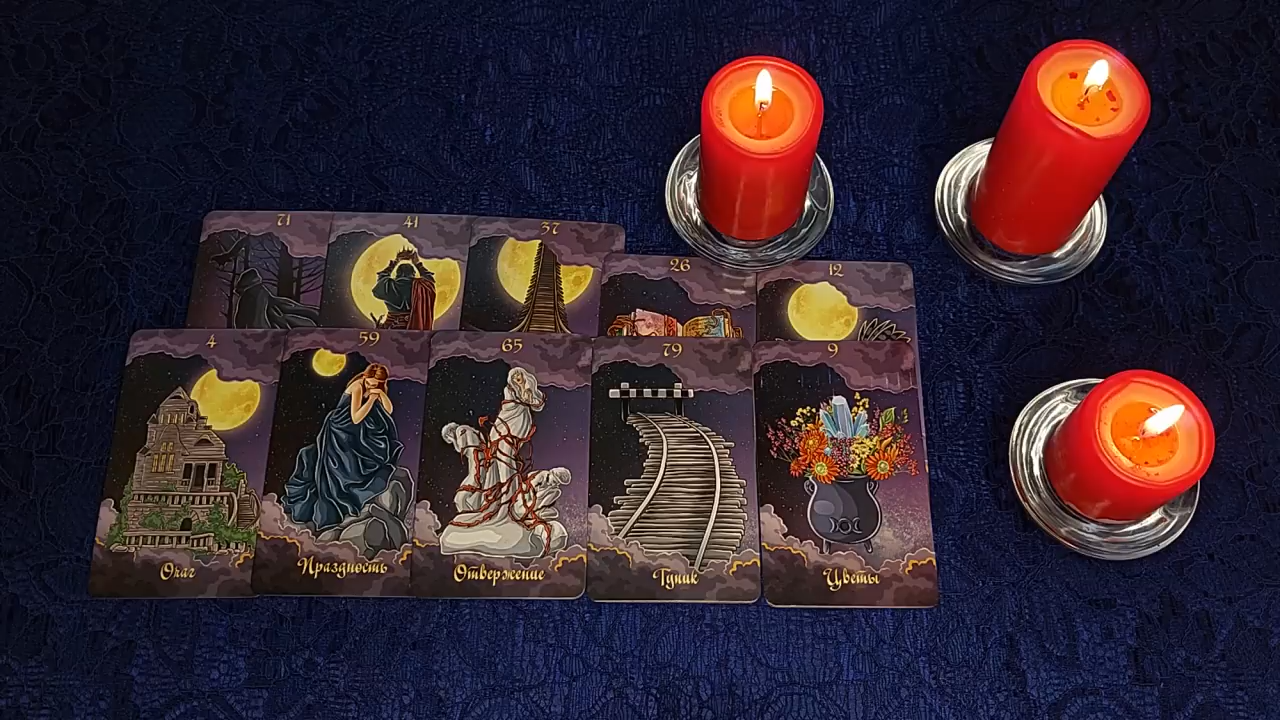 71
41
37
26
12
4
59
65
79
9
Очаг
Праздность
Отвержение
Тупик
Цветы